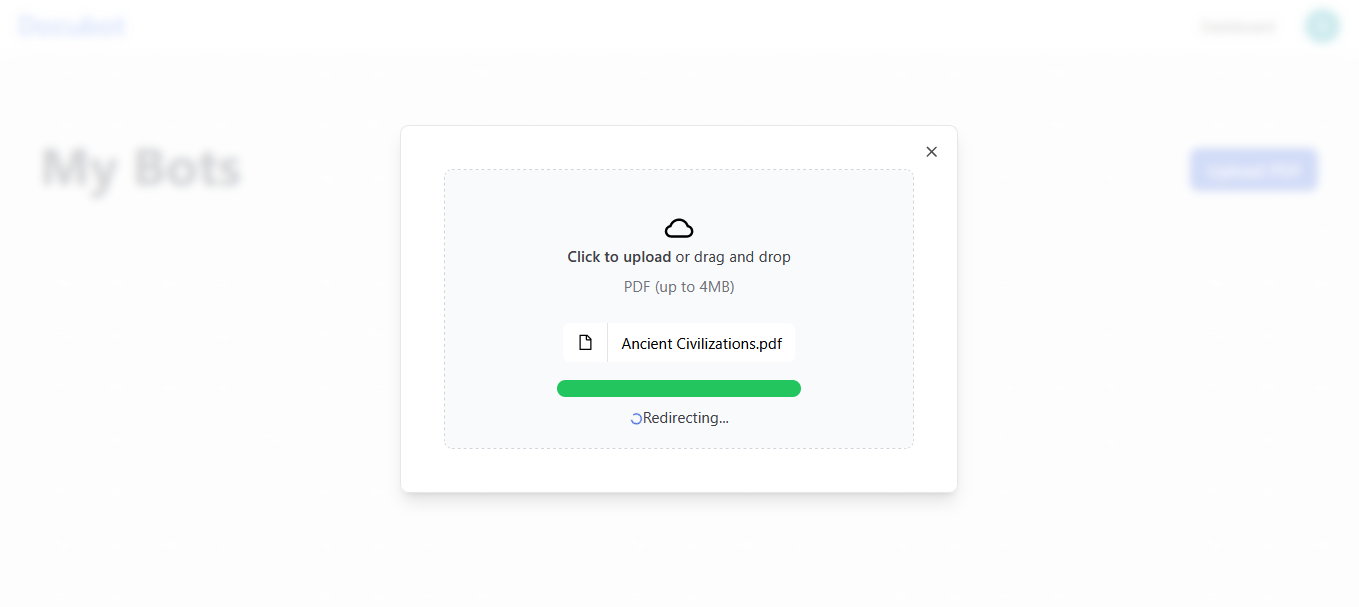 Docubot
Dashboard
My Bots
Upload PDF
Click to upload or drag and drop
PDF (up to 4MB)
Ancient Civilizations.pdf
Redirecting...